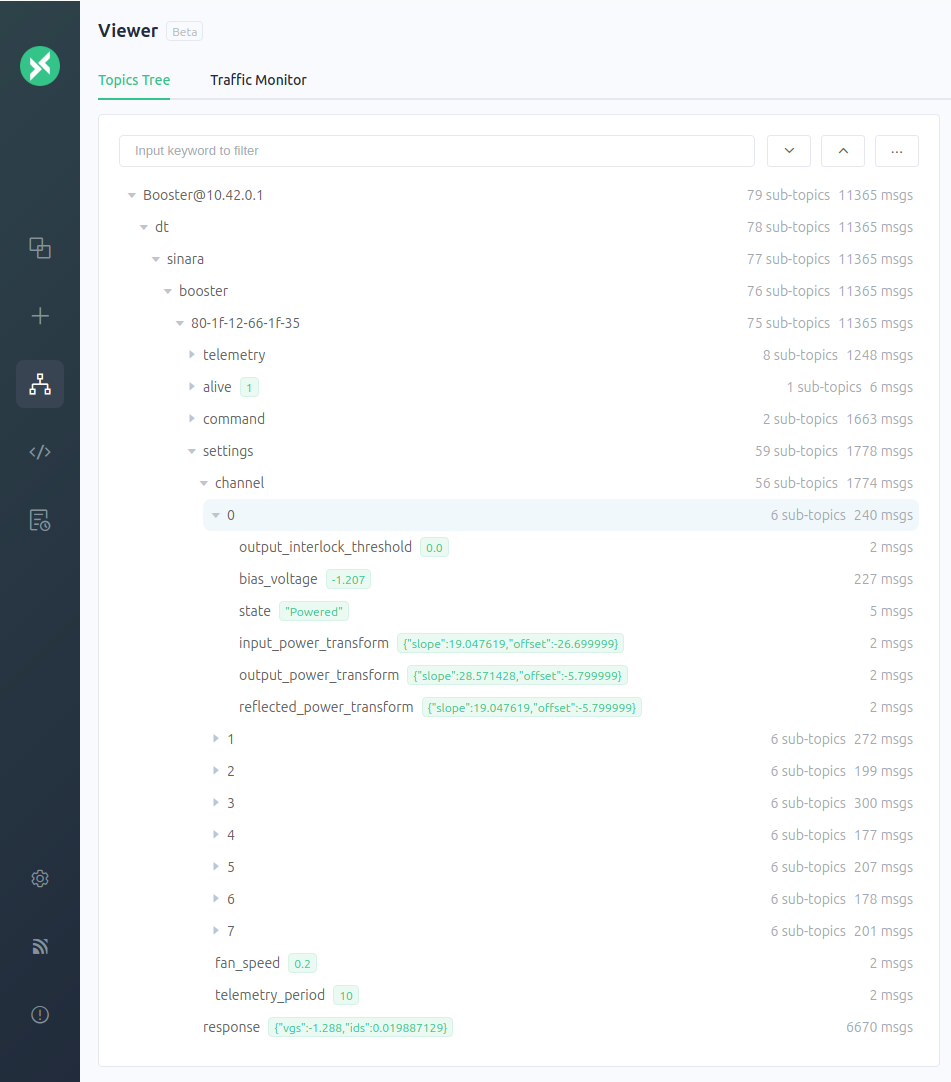 Viewer Beta
Topics Tree Traffic Monitor
Input keyword to filter ...
Booster@10.42.0.1 79 sub-topics 11365 msgs
dt 78 sub-topics 11365 msgs
sinara 77 sub-topics 11365 msgs
booster 76 sub-topics 11365 msgs
80-1f-12-66-1f-35 75 sub-topics 11365 msgs
telemetry 8 sub-topics 1248 msgs
alive 1 1 sub-topics 6 msgs
command 2 sub-topics 1663 msgs
settings 59 sub-topics 1778 msgs
channel 56 sub-topics 1774 msgs
0 6 sub-topics 240 msgs
output_interlock_threshold 0.0 2 msgs
bias_voltage -1.207 227 msgs
state "Powered" 5 msgs
input_power_transform {"slope":19.047619,"offset":-26.699999} 2 msgs
output_power_transform {"slope":28.571428,"offset":-5.799999} 2 msgs
reflected_power_transform {"slope":19.047619,"offset":-5.799999} 2 msgs
1 6 sub-topics 272 msgs
2 6 sub-topics 199 msgs
3 6 sub-topics 300 msgs
4 6 sub-topics 177 msgs
5 6 sub-topics 207 msgs
6 6 sub-topics 178 msgs
7 6 sub-topics 201 msgs
fan_speed 0.2 2 msgs
telemetry_period 10 2 msgs
response {"vgs":-1.288,"ids":0.019887129} 6670 msgs